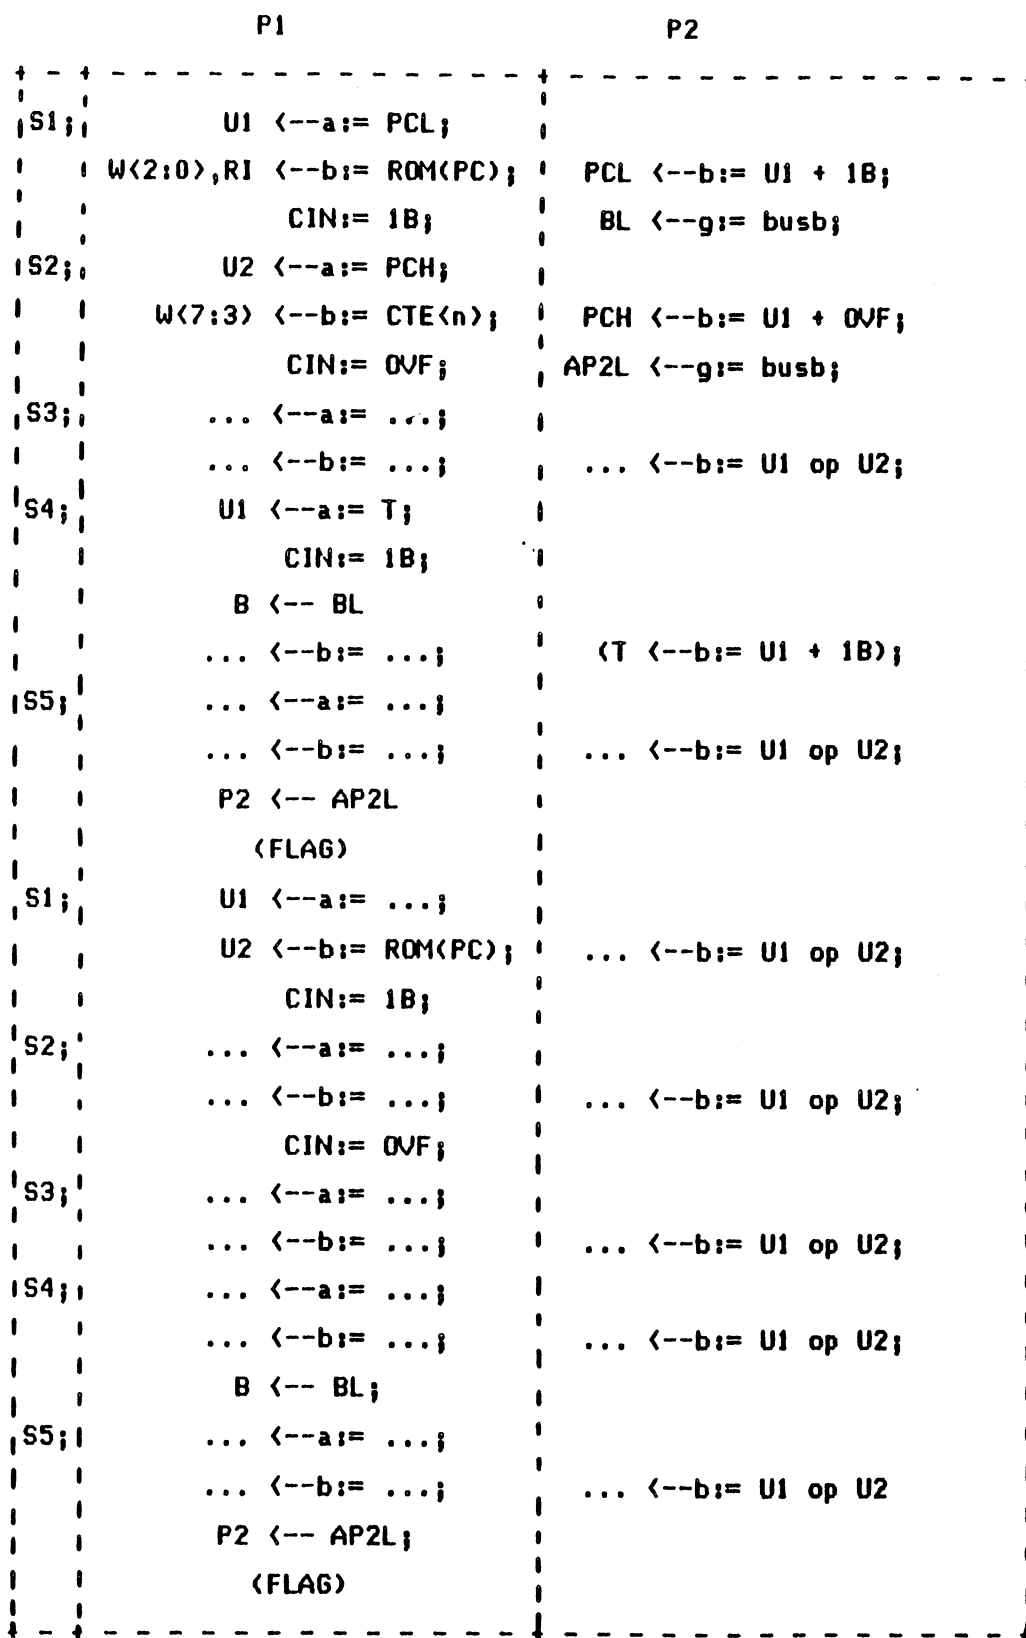 P1 P2
S1; U1 <--a:= PCL;
W<2:0>,RI <--b:= ROM(PC); PCL <--b:= U1 + 1B;
CIN:= 1B; BL <--g:= busb;
S2; U2 <--a:= PCH;
W<7:3> <--b:= CTE<n>; PCH <--b:= U1 + OVF;
CIN:= OVF; AP2L <--g:= busb;
S3; ... <--a:= ...;
... <--b:= ...; ... <--b:= U1 op U2;
S4; U1 <--a:= T;
CIN:= 1B;
B <-- BL
... <--b:= ...; (T <--b:= U1 + 1B);
S5; ... <--a:= ...;
... <--b:= ...; ... <--b:= U1 op U2;
P2 <-- AP2L
(FLAG)
S1; U1 <--a:= ...;
U2 <--b:= ROM(PC); ... <--b:= U1 op U2;
CIN:= 1B;
S2; ... <--a:= ...;
... <--b:= ...; ... <--b:= U1 op U2;
CIN:= OVF;
S3; ... <--a:= ...;
... <--b:= ...; ... <--b:= U1 op U2;
S4; ... <--a:= ...;
... <--b:= ...; ... <--b:= U1 op U2;
B <-- BL;
S5; ... <--a:= ...;
... <--b:= ...; ... <--b:= U1 op U2
P2 <-- AP2L;
(FLAG)